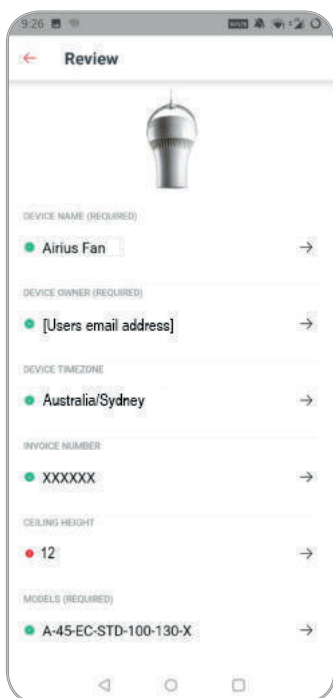 9:26
Review
DEVICE NAME (REQUIRED)
Airius Fan
DEVICE OWNER (REQUIRED)
[Users email address]
DEVICE TIMEZONE
Australia/Sydney
INVOICE NUMBER
XXXXXX
CEILING HEIGHT
12
MODELS (REQUIRED)
A-45-EC-STD-100-130-X